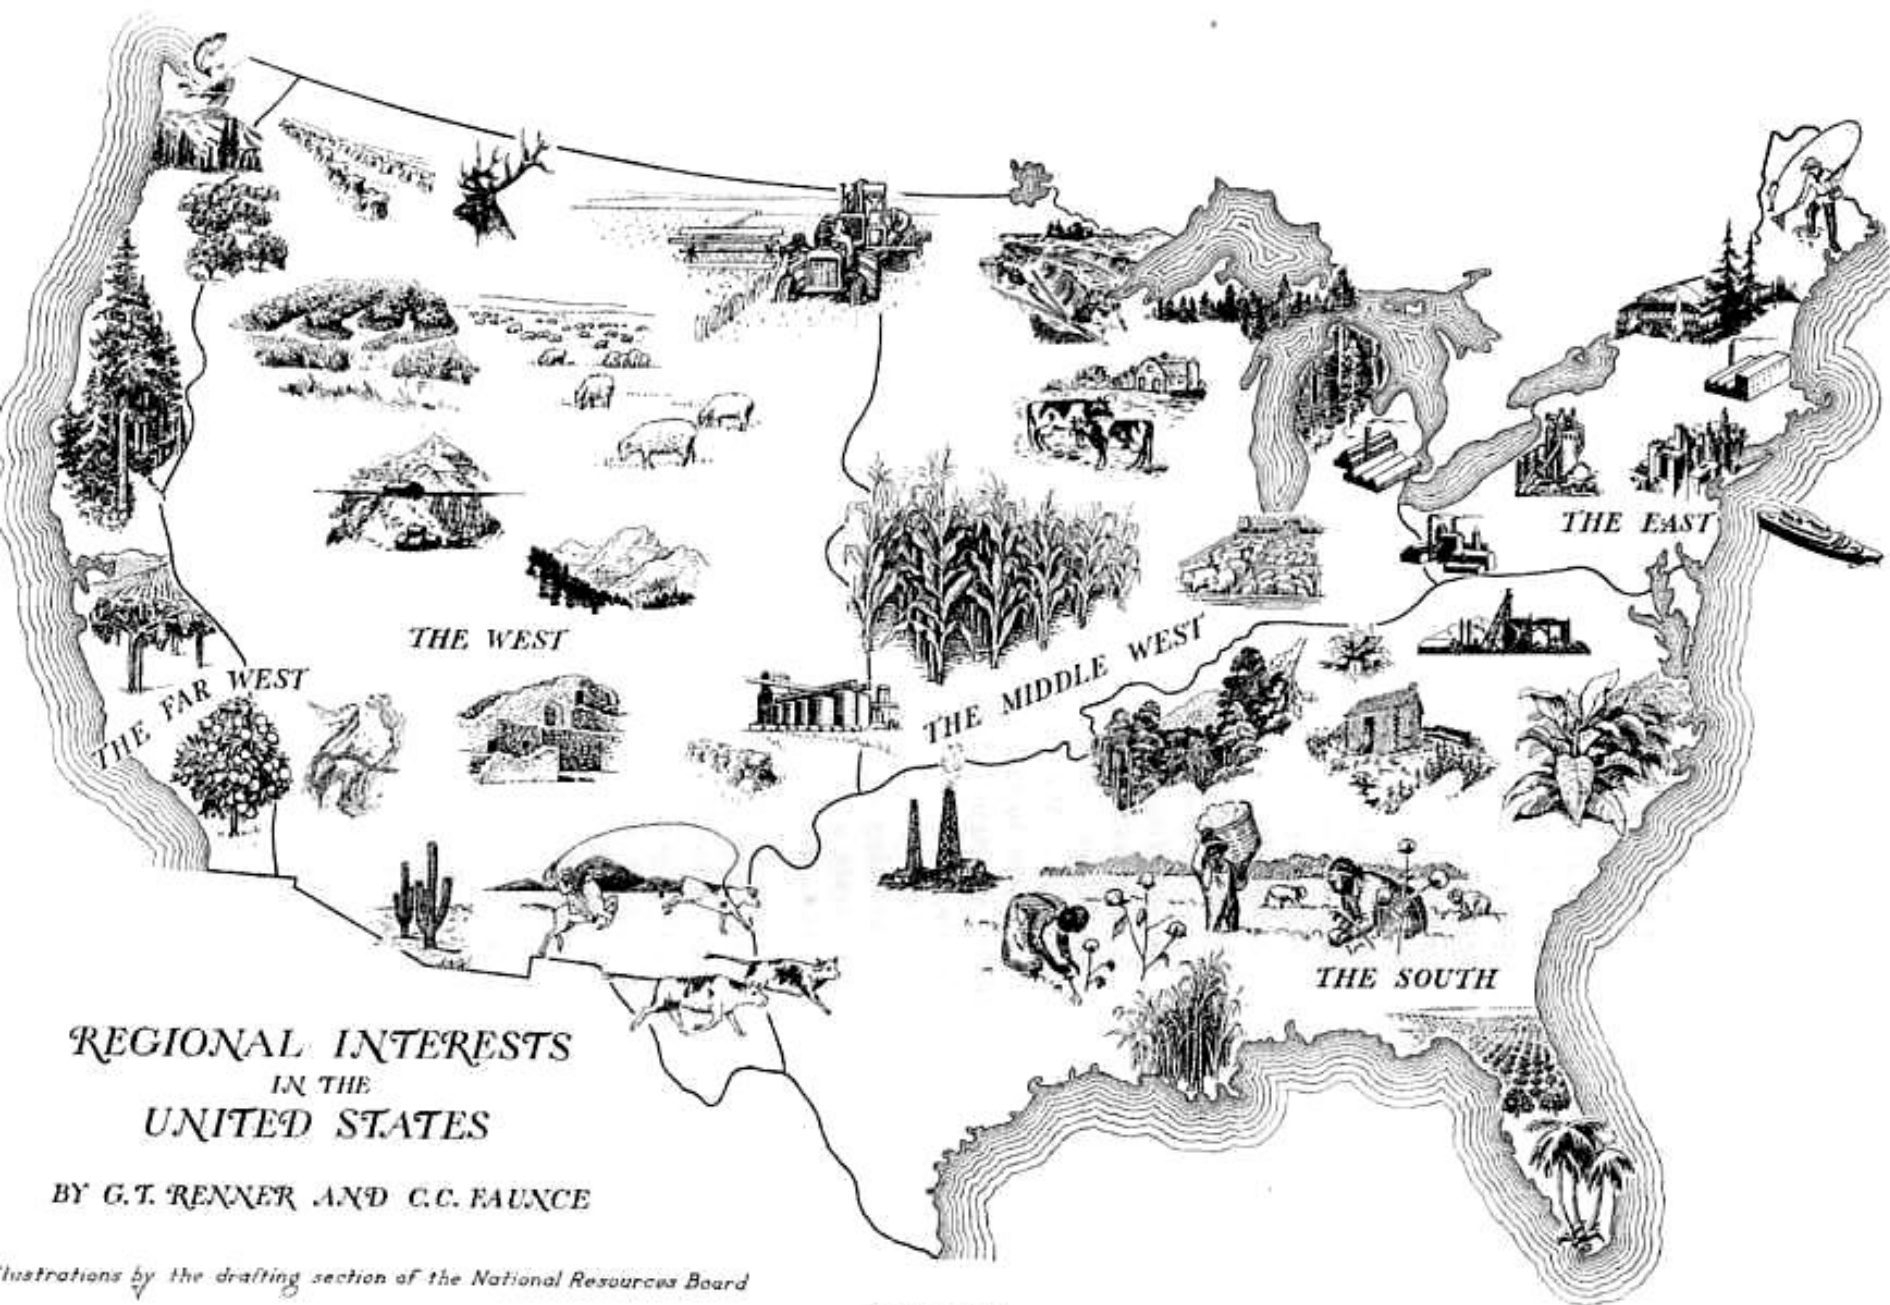 THE WEST
THE FAR WEST
THE MIDDLE WEST
THE EAST
THE SOUTH
REGIONAL INTERESTS
IN THE
UNITED STATES
BY G.T. RENNER AND C.C. FAUNCE
llustrations by the drafting section of the National Resources Board